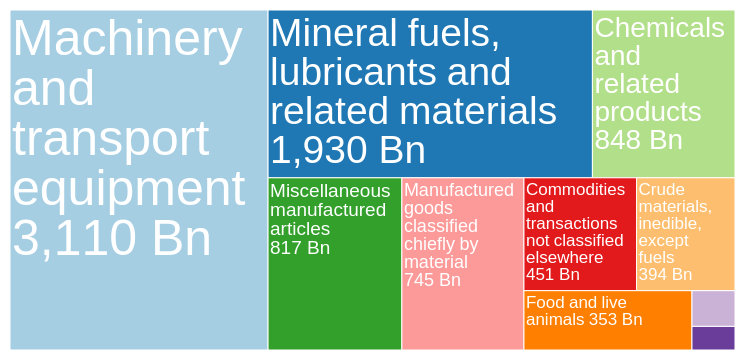 Machinery
and
transport
equipment
3,110 Bn
Mineral fuels,
lubricants and
related materials
1,930 Bn
Chemicals
and
related
products
848 Bn
Miscellaneous
manufactured
articles
817 Bn
Manufactured
goods
classified
chiefly by
material
745 Bn
Commodities
and
transactions
not classified
elsewhere
451 Bn
Crude
materials,
inedible,
except
fuels
394 Bn
Food and live
animals 353 Bn